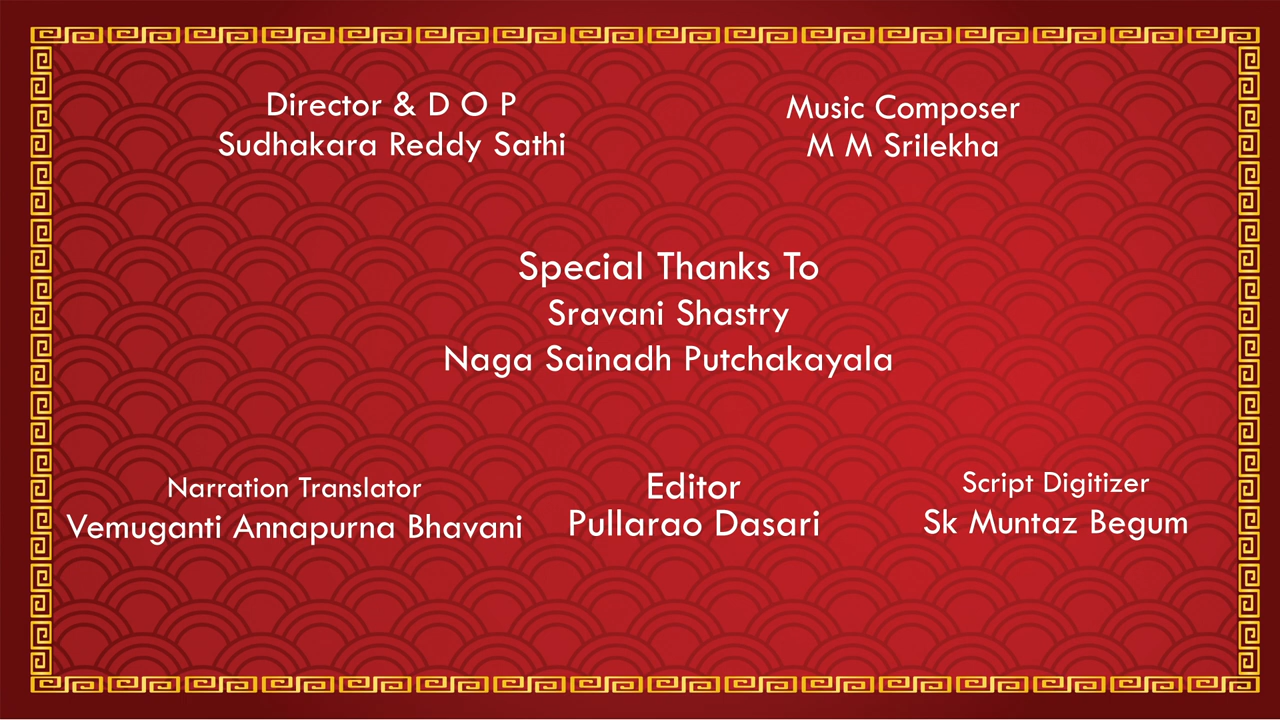 Director & D O P
Sudhakara Reddy Sathi
Music Composer
M M Srilekha
Special Thanks To
Sravani Shastry
Naga Sainadh Putchakayala
Narration Translator
Vemuganti Annapurna Bhavani
Editor
Pullarao Dasari
Script Digitizer
Sk Muntaz Begum